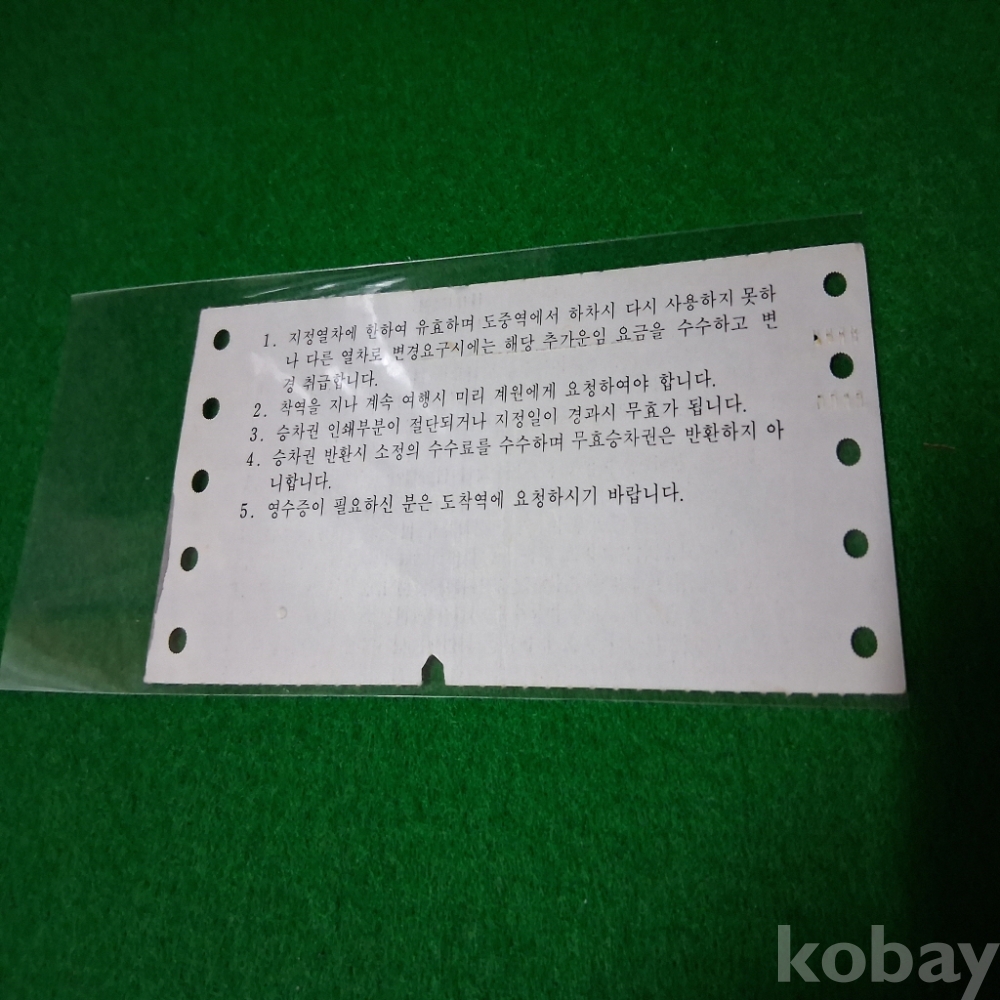 1. 지정열차에 한하여 유효하며 도중역에서 하차시 다시 사용하지 못하
나 다른 열차로 변경요구시에는 해당 추가운임 요금을 수수하고 변
경 취급합니다.
2. 착역을 지나 계속 여행시 미리 계원에게 요청하여야 합니다.
3. 승차권 인쇄부분이 절단되거나 지정일이 경과시 무효가 됩니다.
4. 승차권 반환시 소정의 수수료를 수수하며 무효승차권은 반환하지 아
니합니다.
5. 영수증이 필요하신 분은 도착역에 요청하시기 바랍니다.
kobay